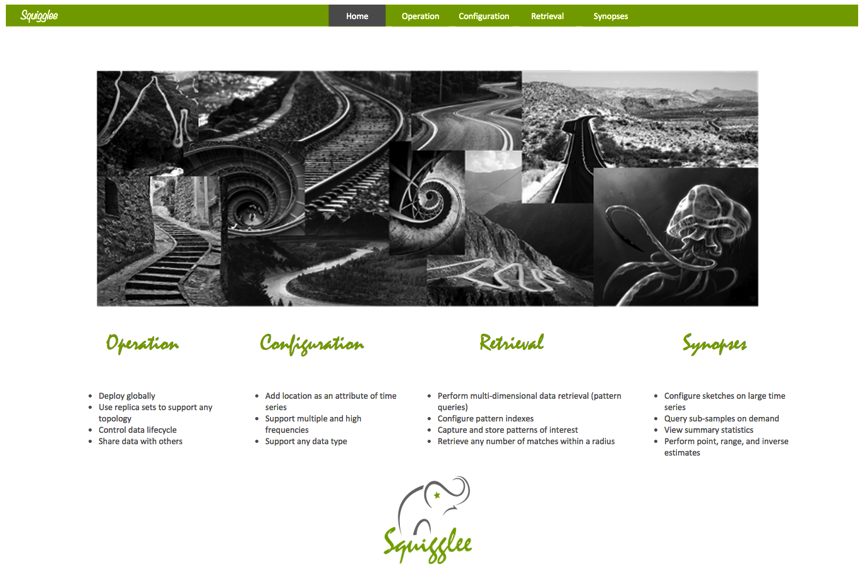 Squigglee
Home Operation Configuration Retrieval Synopses
Operation
Configuration
Retrieval
Synopses
• Deploy globally
• Use replica sets to support any
topology
• Control data lifecycle
• Share data with others
• Add location as an attribute of time
series
• Support multiple and high
frequencies
• Support any data type
• Perform multi-dimensional data retrieval (pattern
queries)
• Configure pattern indexes
• Capture and store patterns of interest
• Retrieve any number of matches within a radius
• Configure sketches on large time
series
• Query sub-samples on demand
• View summary statistics
• Perform point, range, and inverse
estimates
Squigglee